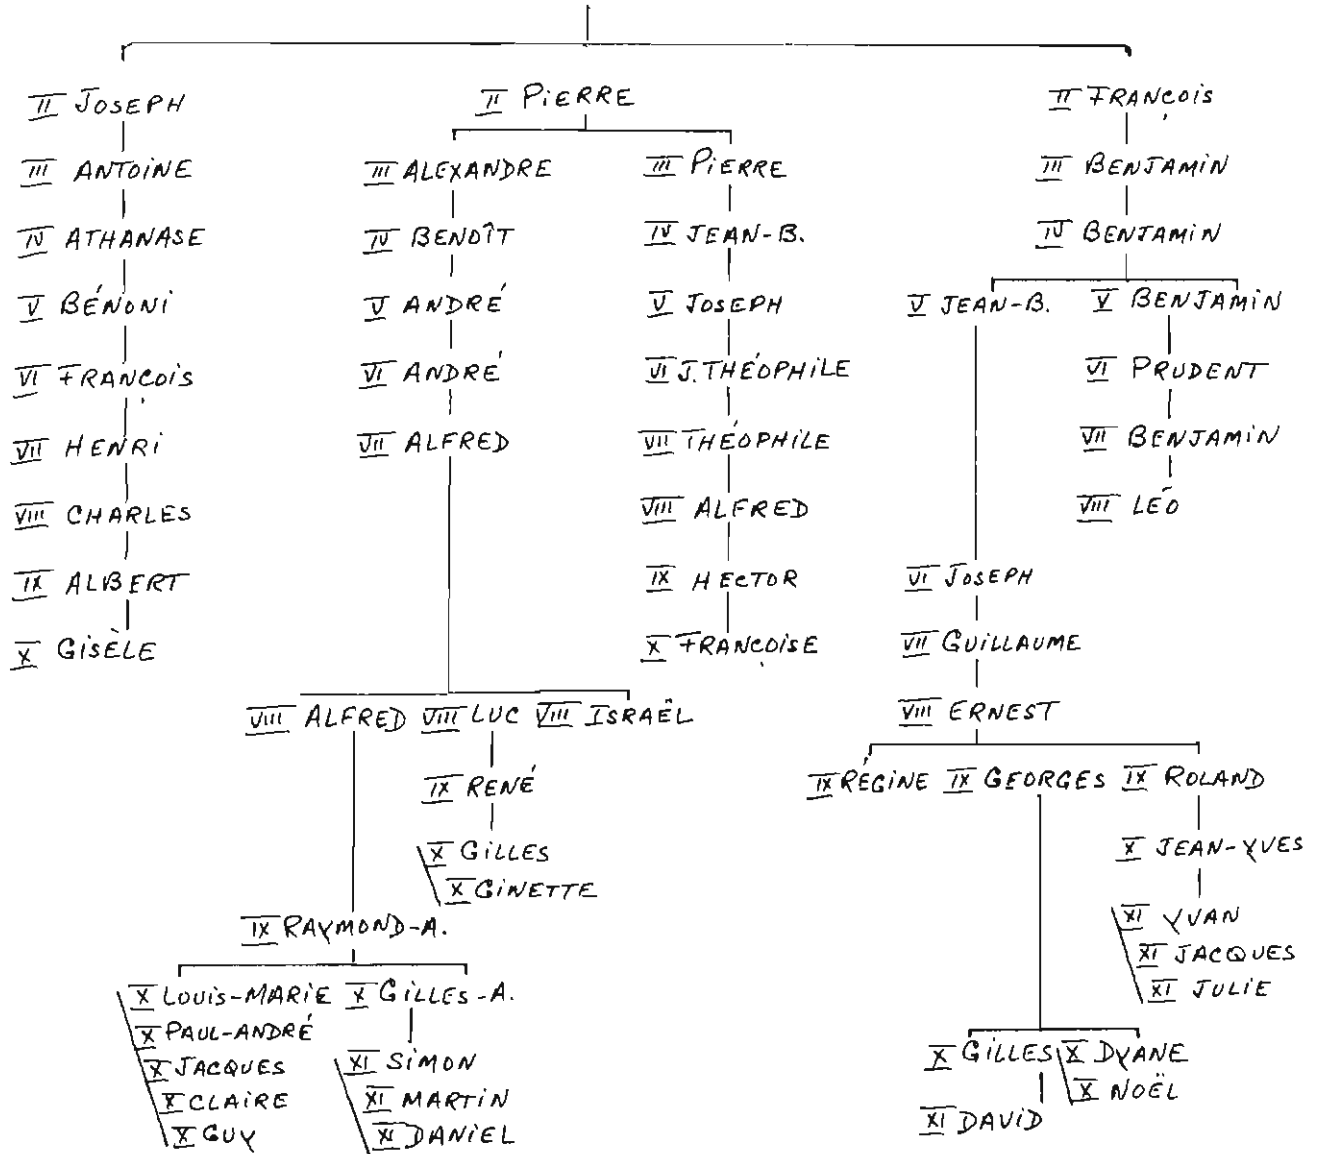 II JOSEPH II PIERRE II FRANÇOIS
III ANTOINE III ALEXANDRE III PIERRE III BENJAMIN
IV ATHANASE IV BENOÎT IV JEAN-B. IV BENJAMIN
V BÉNONI V ANDRÉ V JOSEPH V JEAN-B. V BENJAMIN
VI FRANÇOIS VI ANDRÉ VI J. THÉOPHILE VI PRUDENT
VII HENRI VII ALFRED VII THÉOPHILE VII BENJAMIN
VIII CHARLES VIII ALFRED VIII LÉO
IX ALBERT IX HECTOR VI JOSEPH
X GISÈLE X FRANÇOISE VII GUILLAUME
VIII ALFRED VIII LUC VIII ISRAËL VIII ERNEST
IX RENÉ IX RÉGINE IX GEORGES IX ROLAND
X GILLES X JEAN-YVES
X GINETTE
IX RAYMOND-A. XI YVAN
XI JACQUES
X LOUIS-MARIE X GILLES-A. XI JULIE
X PAUL-ANDRÉ
X JACQUES XI SIMON X GILLES X DYANE
X CLAIRE XI MARTIN X NOËL
X GUY XI DANIEL XI DAVID